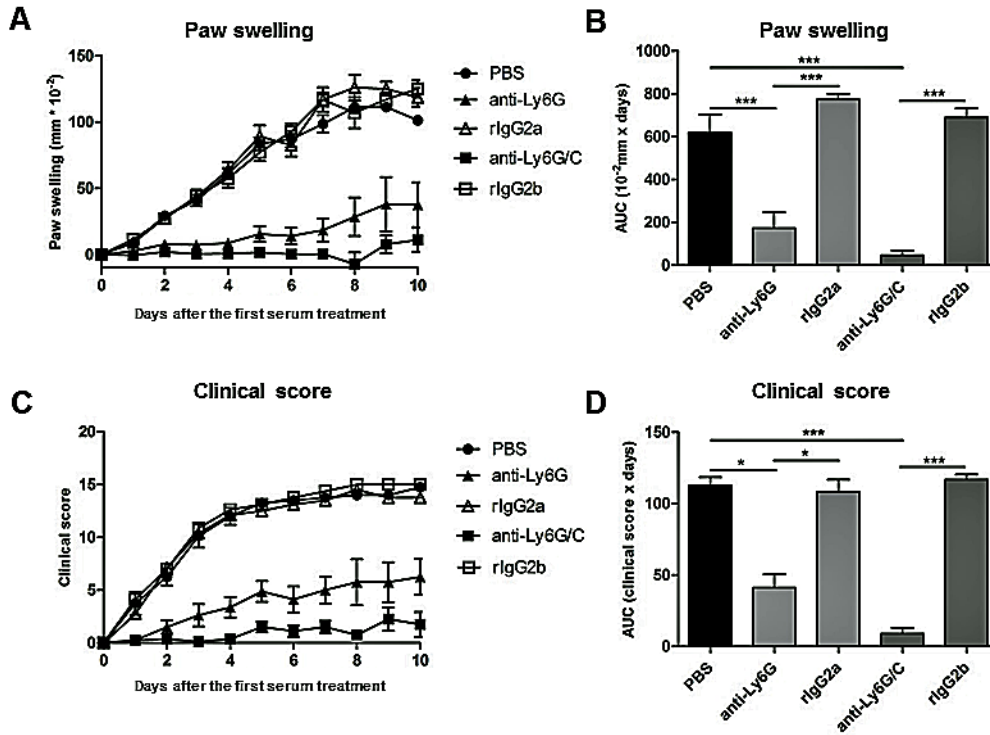 A
Paw swelling
Paw swelling (mm * 10⁻²)
150
100
50
0
0 2 4 6 8 10
Days after the first serum treatment
PBS
anti-Ly6G
rIgG2a
anti-Ly6G/C
rIgG2b
B
Paw swelling
AUC (10⁻²mm x days)
1000
800
600
400
200
0
***
***
***
***
PBS
anti-Ly6G
rIgG2a
anti-Ly6G/C
rIgG2b
C
Clinical score
Clinical score
20
15
10
5
0
0 2 4 6 8 10
Days after the first serum treatment
PBS
anti-Ly6G
rIgG2a
anti-Ly6G/C
rIgG2b
D
Clinical score
AUC (clinical score x days)
150
100
50
0
***
*
*
***
PBS
anti-Ly6G
rIgG2a
anti-Ly6G/C
rIgG2b